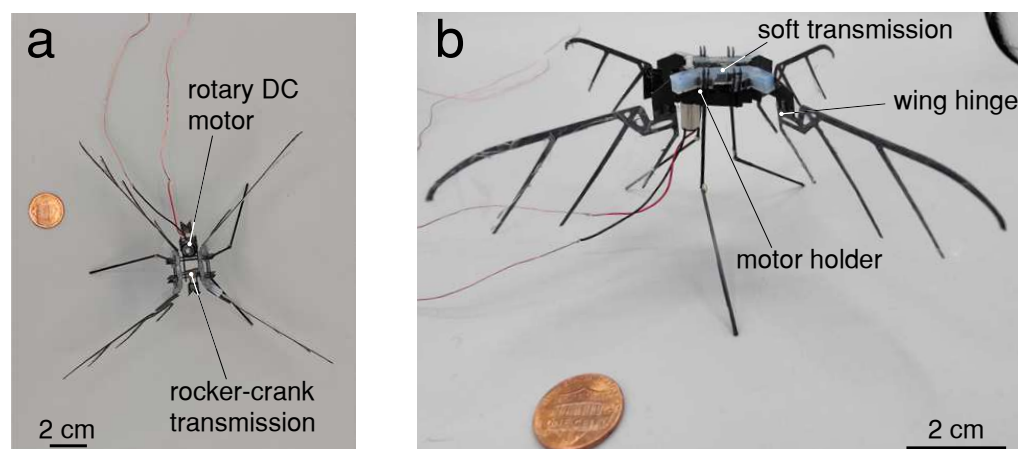 a
rotary DC
motor
rocker-crank
transmission
2 cm
b
soft transmission
wing hinge
motor holder
2 cm